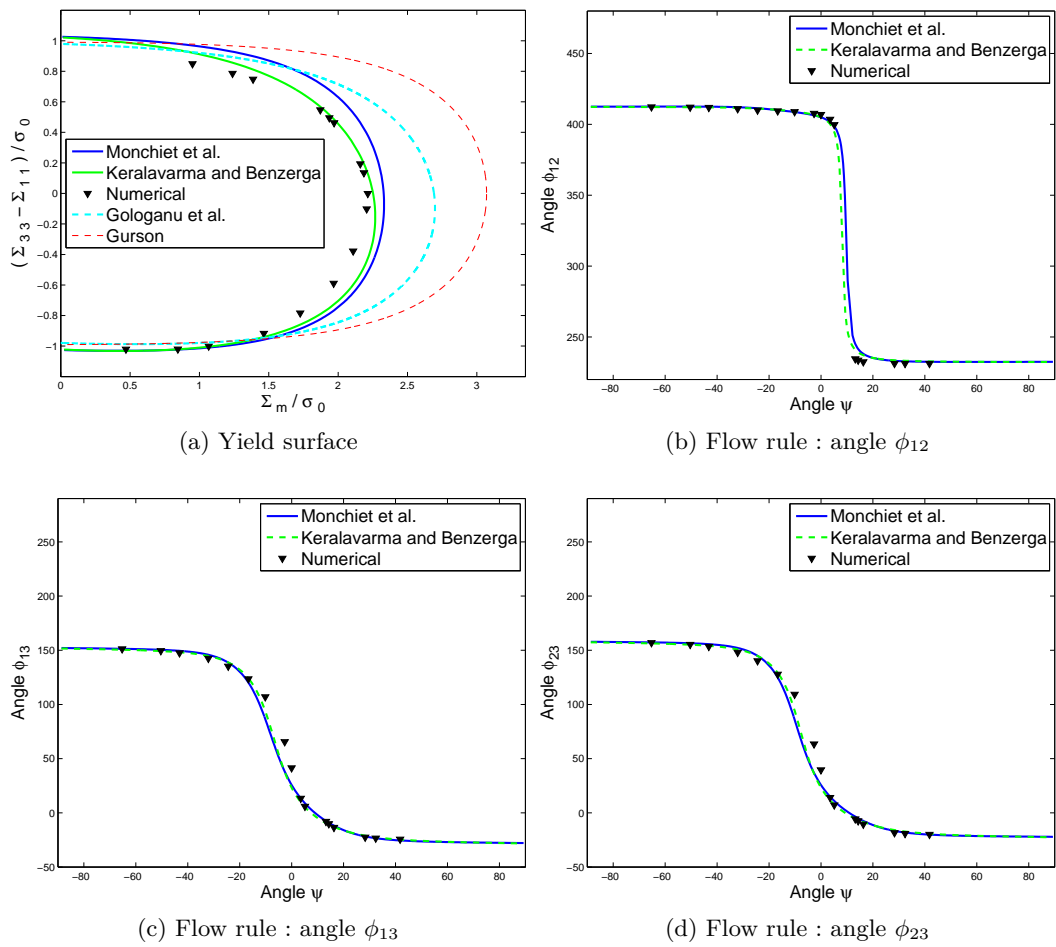 1
0.8
0.6
0.4
0.2
0
−0.2
−0.4
−0.6
−0.8
−1
( Σ 3 3 − Σ 1 1 ) / σ 0
Monchiet et al.
Keralavarma and Benzerga
Numerical
Gologanu et al.
Gurson
0 0.5 1 1.5 2 2.5 3
Σ m / σ 0
(a) Yield surface
450
400
350
300
250
Angle ϕ12
Monchiet et al.
Keralavarma and Benzerga
Numerical
−80 −60 −40 −20 0 20 40 60 80
Angle ψ
(b) Flow rule : angle ϕ12
250
200
150
100
50
0
−50
Angle ϕ13
Monchiet et al.
Keralavarma and Benzerga
Numerical
−80 −60 −40 −20 0 20 40 60 80
Angle ψ
(c) Flow rule : angle ϕ13
250
200
150
100
50
0
−50
Angle ϕ23
Monchiet et al.
Keralavarma and Benzerga
Numerical
−80 −60 −40 −20 0 20 40 60 80
Angle ψ
(d) Flow rule : angle ϕ23